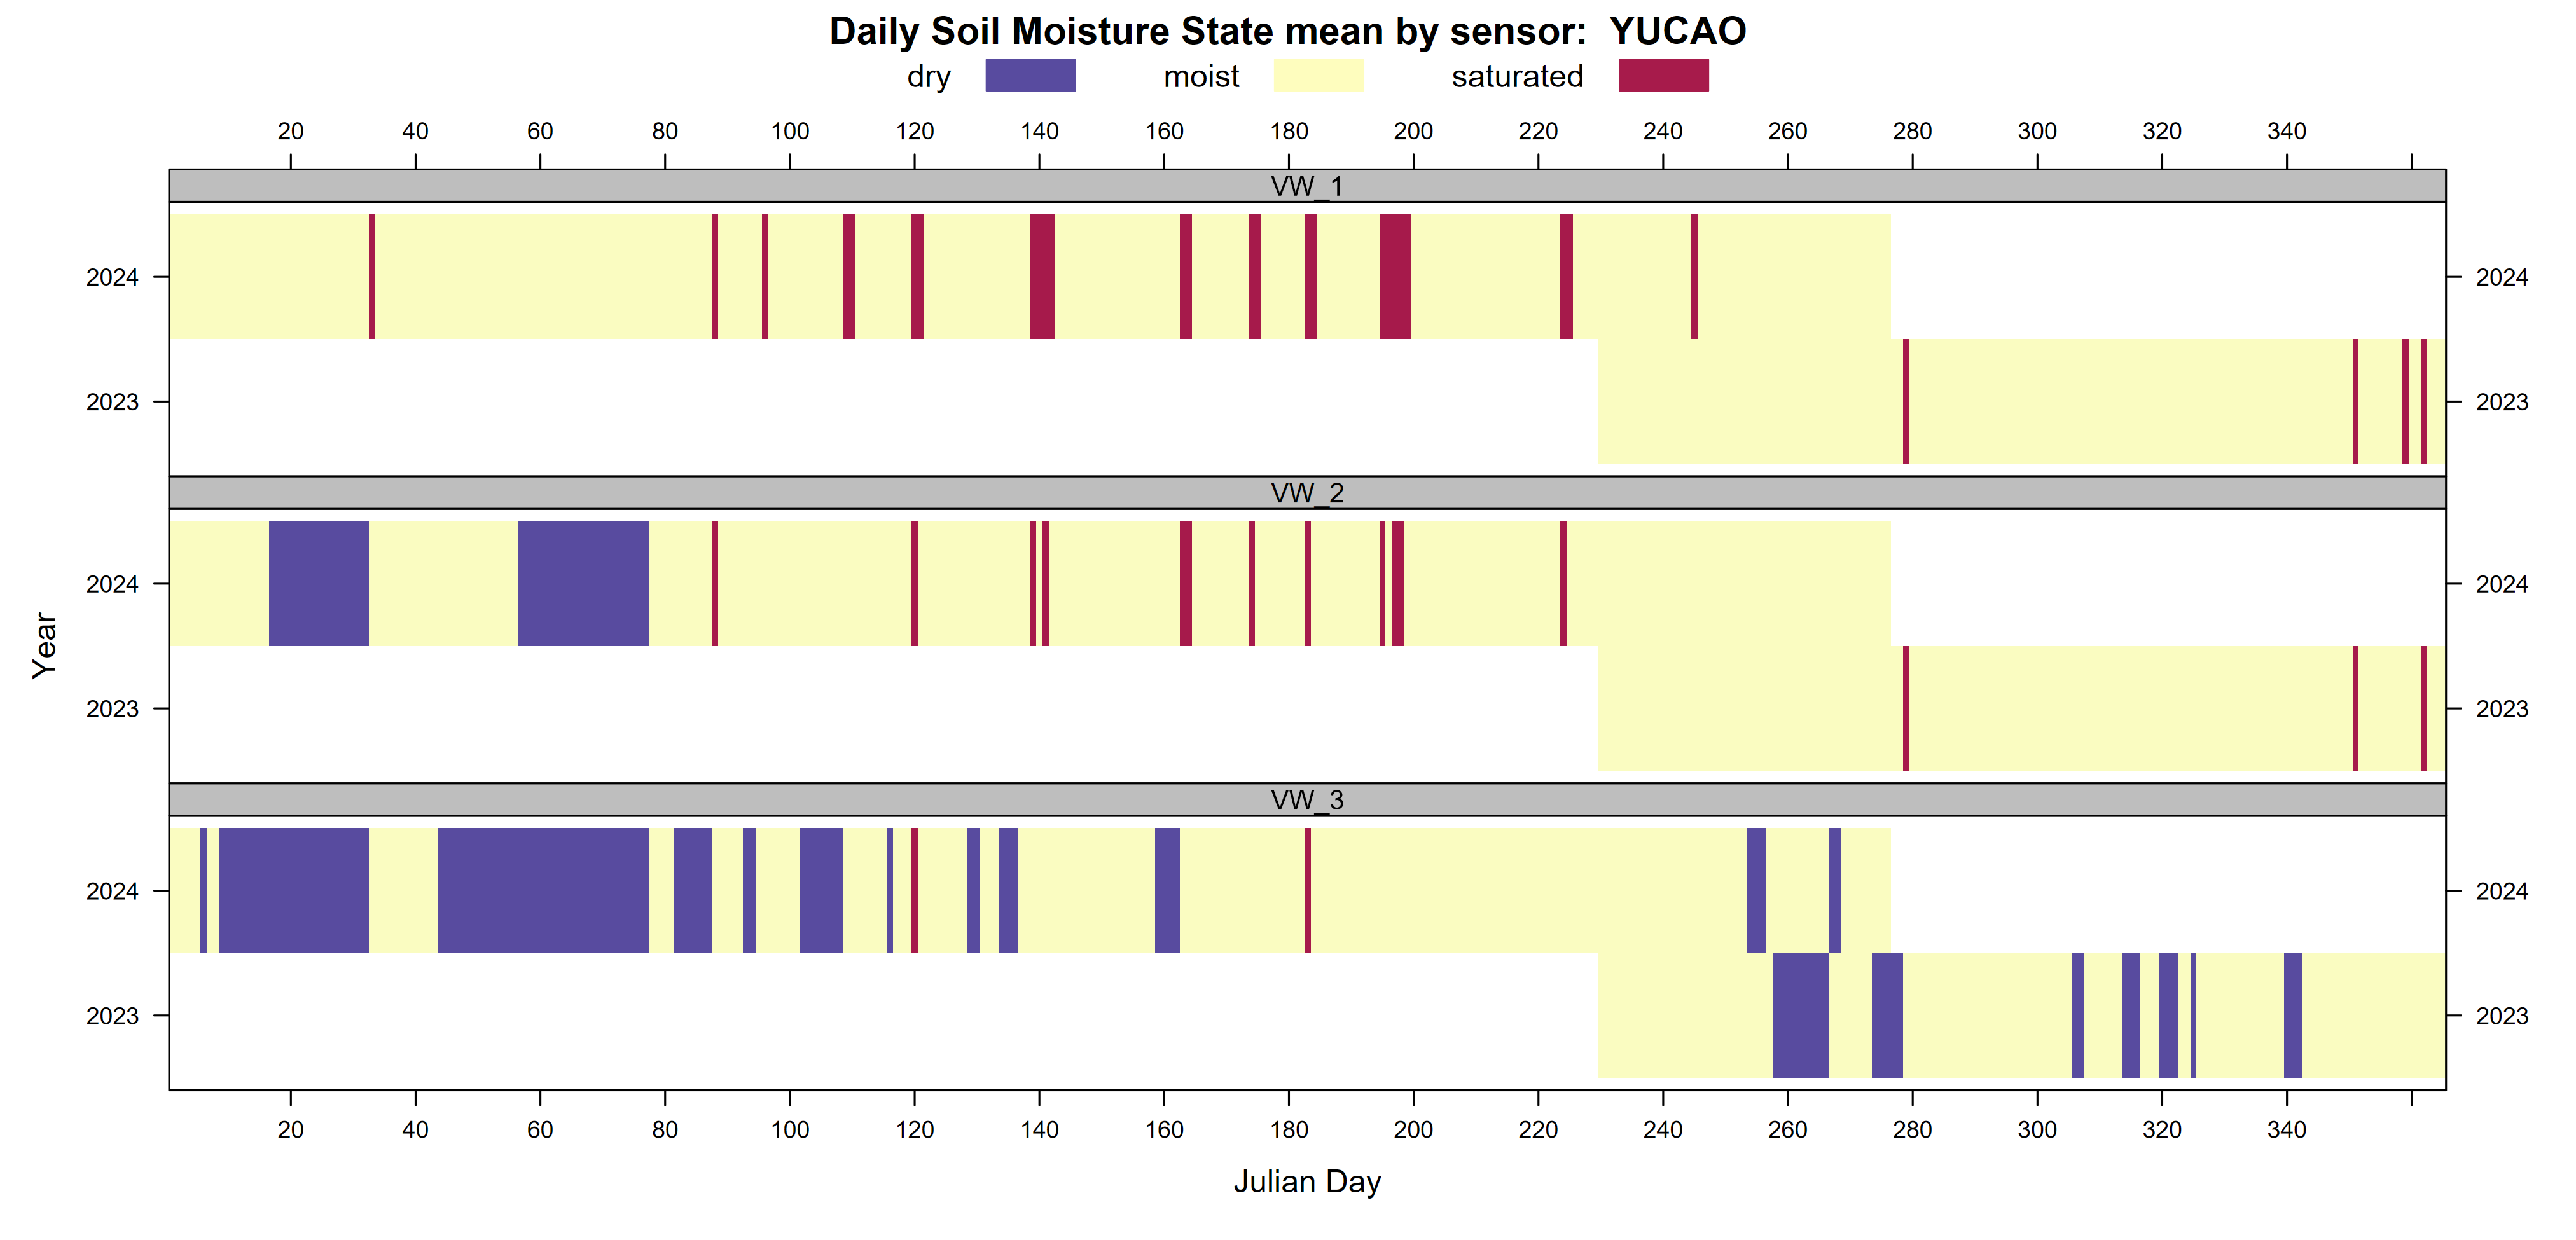 Daily Soil Moisture State mean by sensor:  YUCAO
dry moist saturated
20 40 60 80 100 120 140 160 180 200 220 240 260 280 300 320 340
VW_1
2024 2024
2023 2023
VW_2
2024 2024
2023 2023
VW_3
2024 2024
2023 2023
Year
20 40 60 80 100 120 140 160 180 200 220 240 260 280 300 320 340
Julian Day